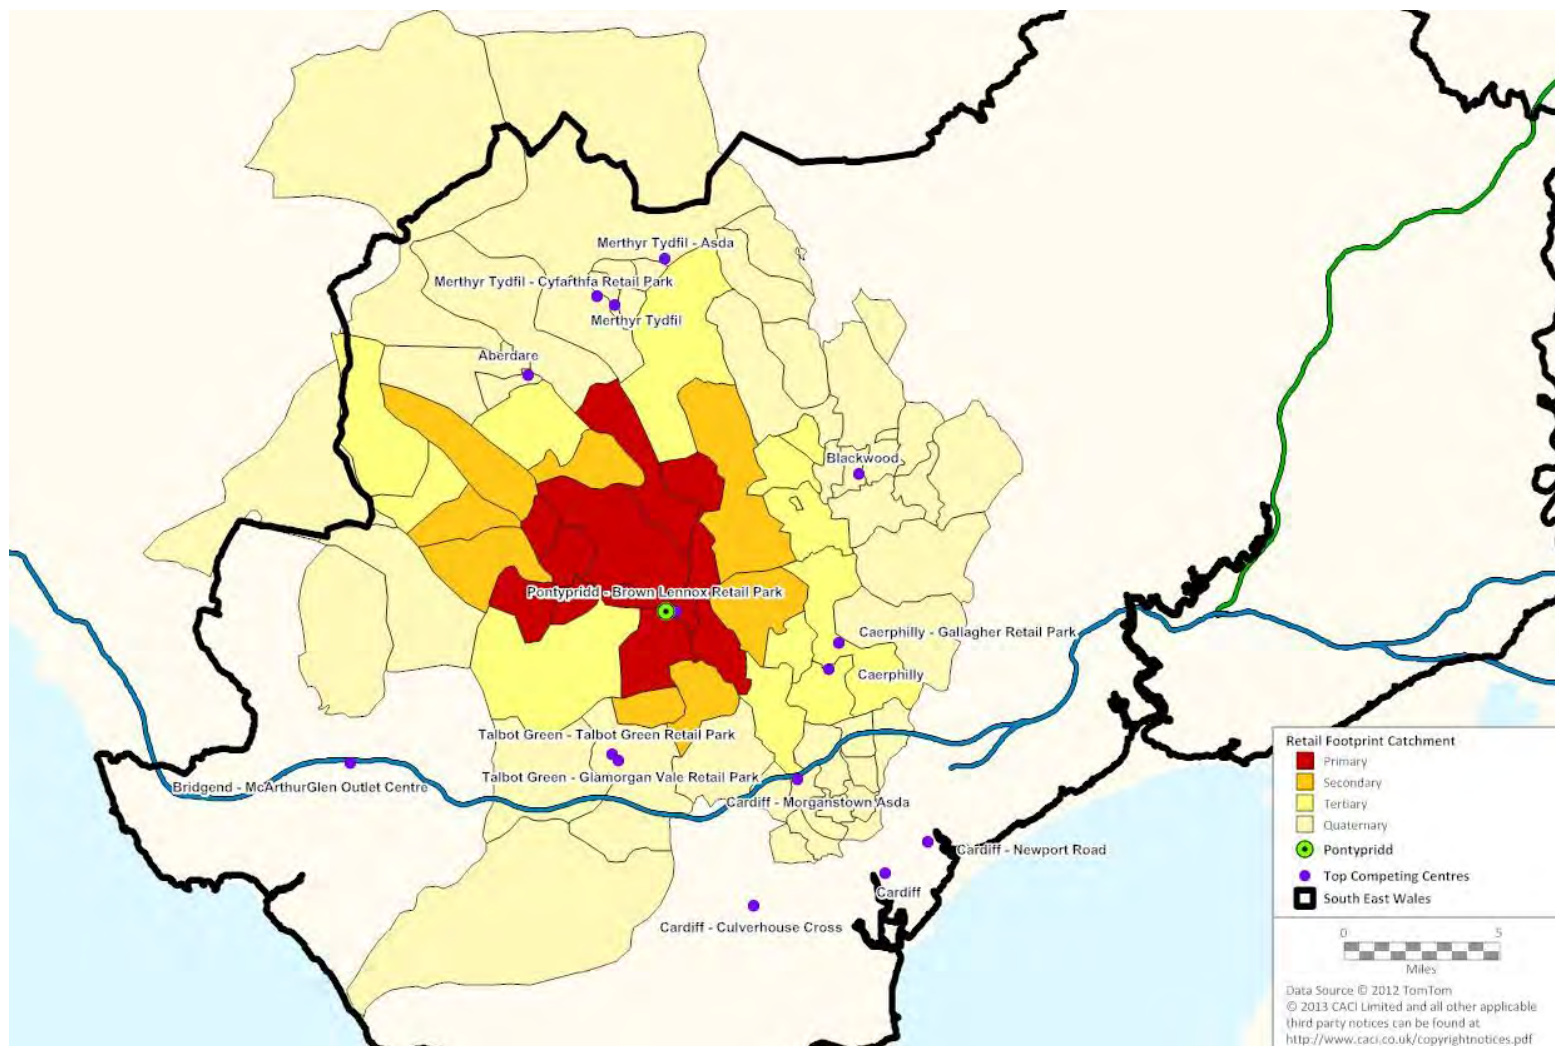 Merthyr Tydfil - Asda
Merthyr Tydfil - Cyfarthfa Retail Park
Merthyr Tydfil
Aberdare
Blackwood
Pontypridd - Brown Lennox Retail Park
Caerphilly - Gallagher Retail Park
Caerphilly
Talbot Green - Talbot Green Retail Park
Talbot Green - Glamorgan Vale Retail Park
Bridgend - McArthurGlen Outlet Centre
Cardiff - Morganstown Asda
Cardiff - Newport Road
Cardiff
Cardiff - Culverhouse Cross
Retail Footprint Catchment
Primary
Secondary
Tertiary
Quaternary
Pontypridd
Top Competing Centres
South East Wales
0 5
Miles
Data Source © 2012 TomTom
© 2013 CACI Limited and all other applicable
third party notices can be found at
http://www.caci.co.uk/copyrightnotices.pdf